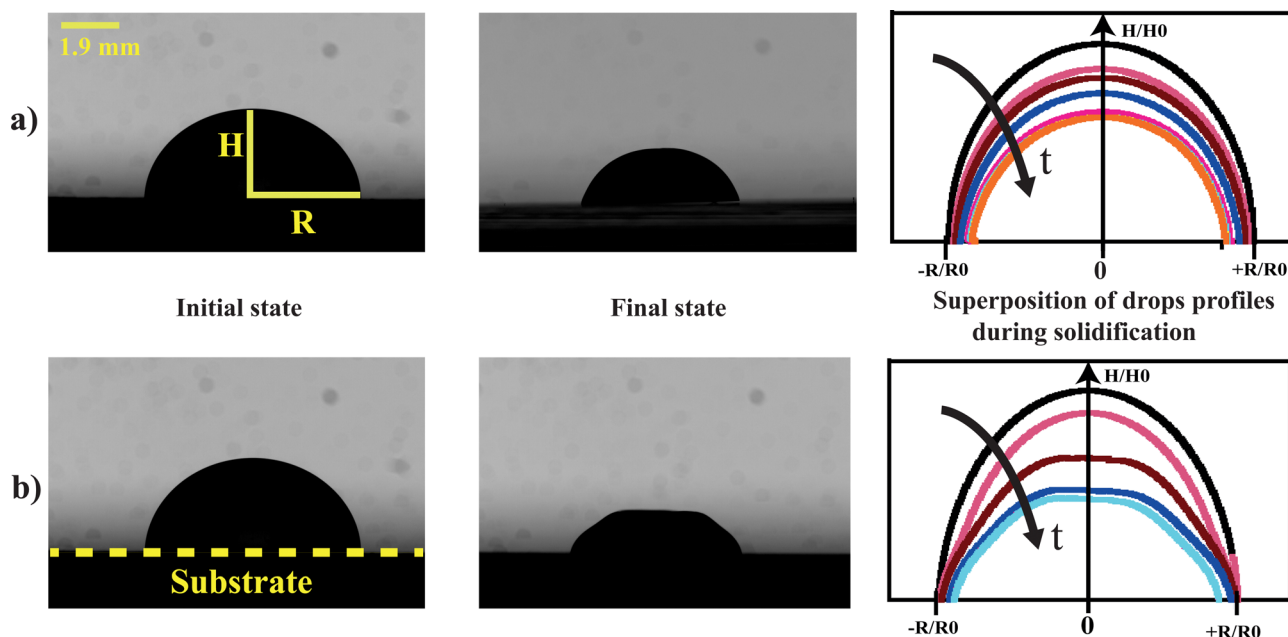 a)
1.9 mm
H
R
H/H0
t
-R/R0
0
+R/R0
Initial state
Final state
Superposition of drops profiles
during solidification
b)
Substrate
H/H0
t
-R/R0
0
+R/R0